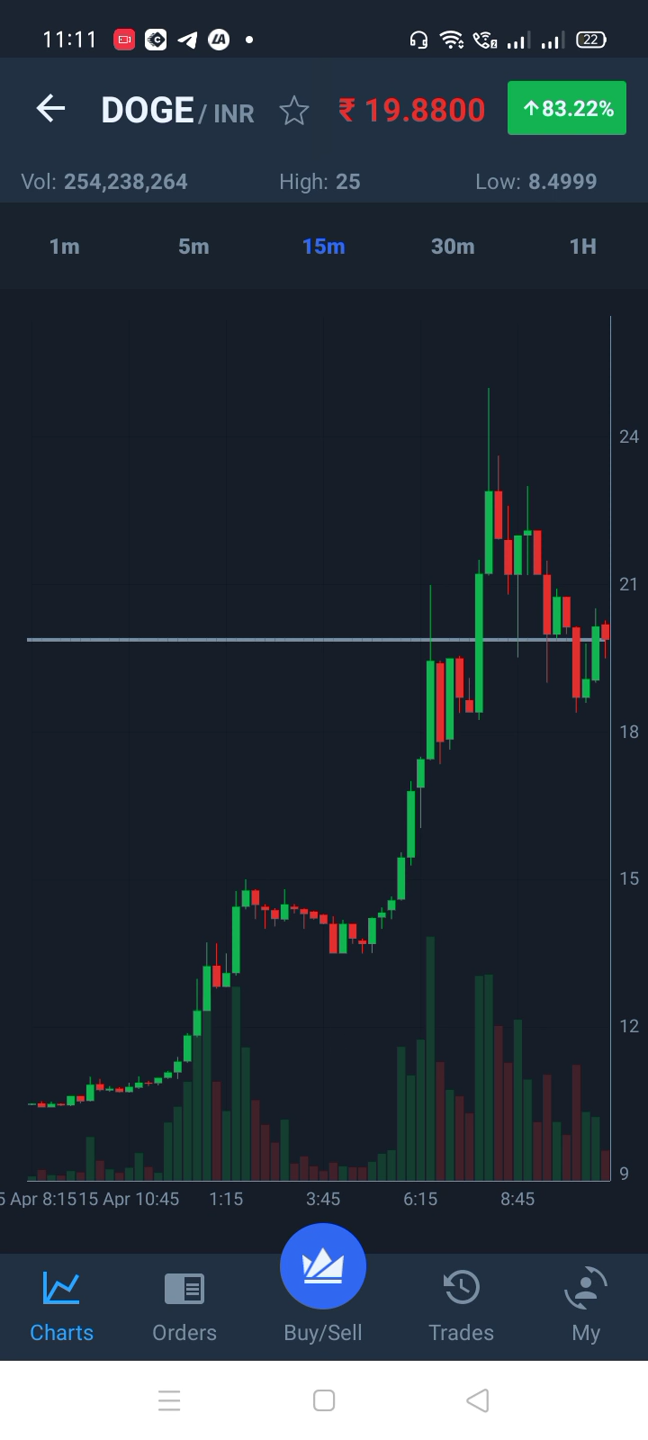 11:11 LA 22
DOGE / INR ₹ 19.8800 ↑83.22%
Vol: 254,238,264 High: 25 Low: 8.4999
1m 5m 15m 30m 1H
24
21
18
15
12
9
5 Apr 8:15 15 Apr 10:45 1:15 3:45 6:15 8:45
Charts Orders Buy/Sell Trades My